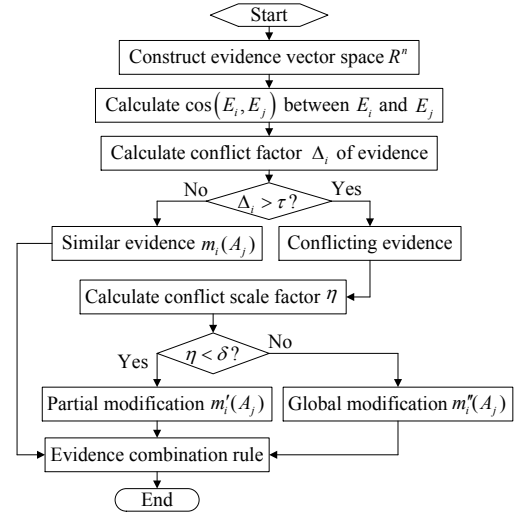 Start
Construct evidence vector space Rⁿ
Calculate cos(E_i, E_j) between E_i and E_j
Calculate conflict factor Δ_i of evidence
No
Yes
Δ_i > τ?
Similar evidence m_i(A_j)
Conflicting evidence
Calculate conflict scale factor η
η < δ?
Yes
No
Partial modification m′_i(A_j)
Global modification m″_i(A_j)
Evidence combination rule
End